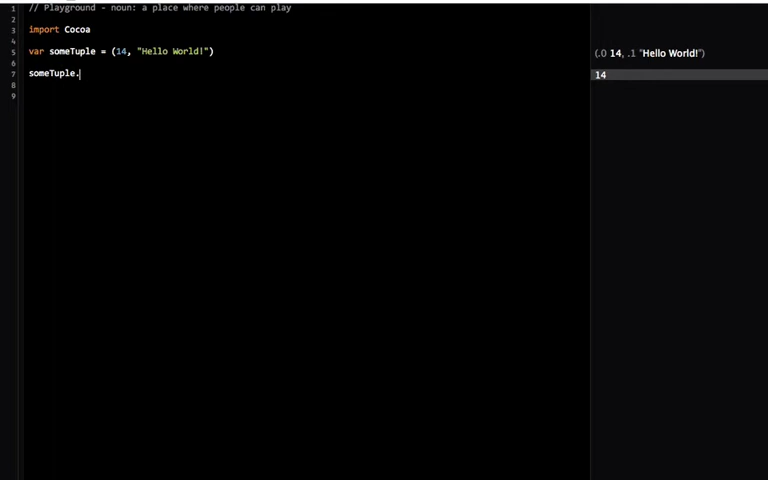 1 // Playground - noun: a place where people can play
2
3 import Cocoa
4
5 var someTuple = (14, "Hello World!") (.0 14, .1 "Hello World!")
6
7 someTuple. 14
8
9